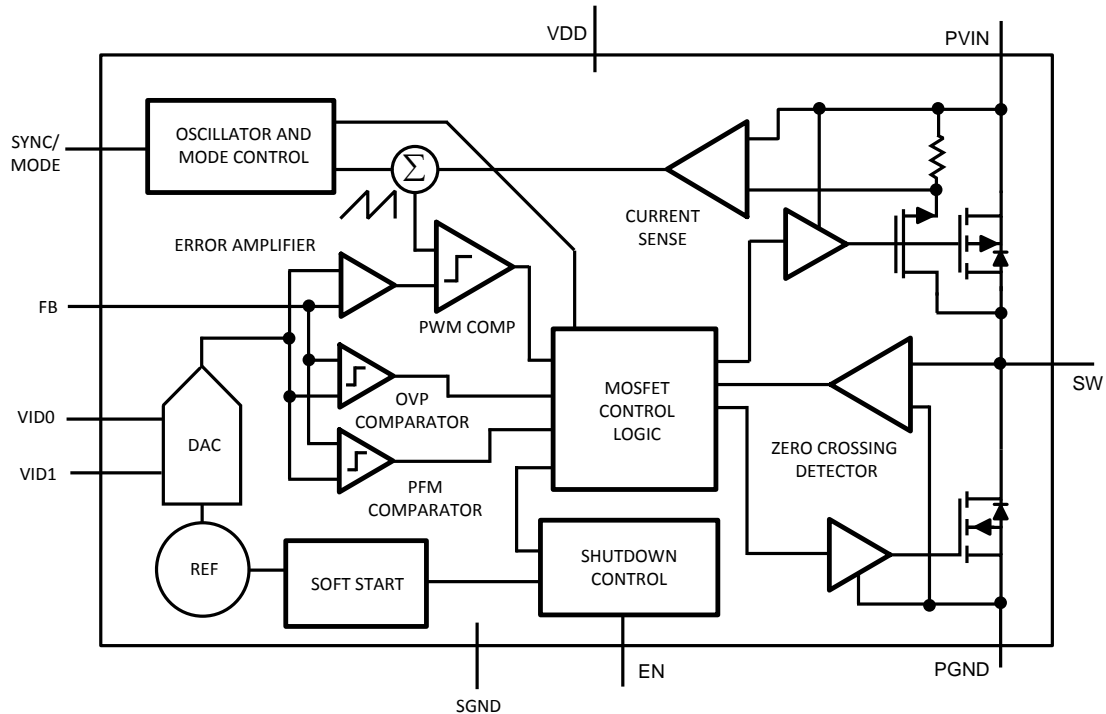 VDD
PVIN
SYNC/
MODE
OSCILLATOR AND
MODE CONTROL
Σ
CURRENT
SENSE
ERROR AMPLIFIER
FB
PWM COMP
MOSFET
CONTROL
LOGIC
SW
OVP
COMPARATOR
VID0
DAC
VID1
ZERO CROSSING
DETECTOR
PFM
COMPARATOR
REF
SOFT START
SHUTDOWN
CONTROL
SGND
EN
PGND